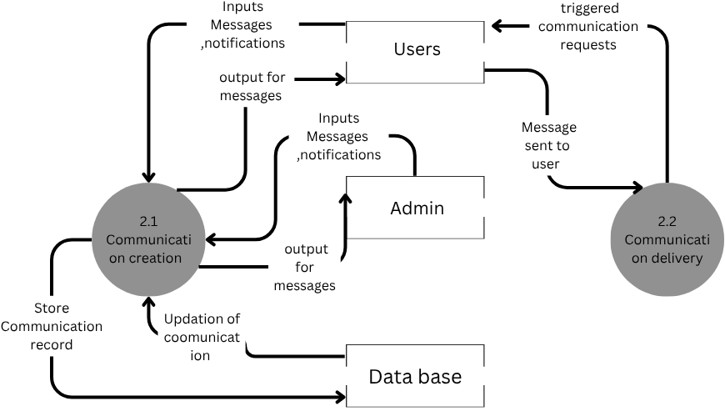 Inputs
Messages
,notifications
Users
triggered
communication
requests
output for
messages
Inputs
Messages
,notifications
Message
sent to
user
Admin
2.1
Communicati
on creation
2.2
Communicati
on delivery
output
for
messages
Store
Communication
record
Updation of
coomunicat
ion
Data base